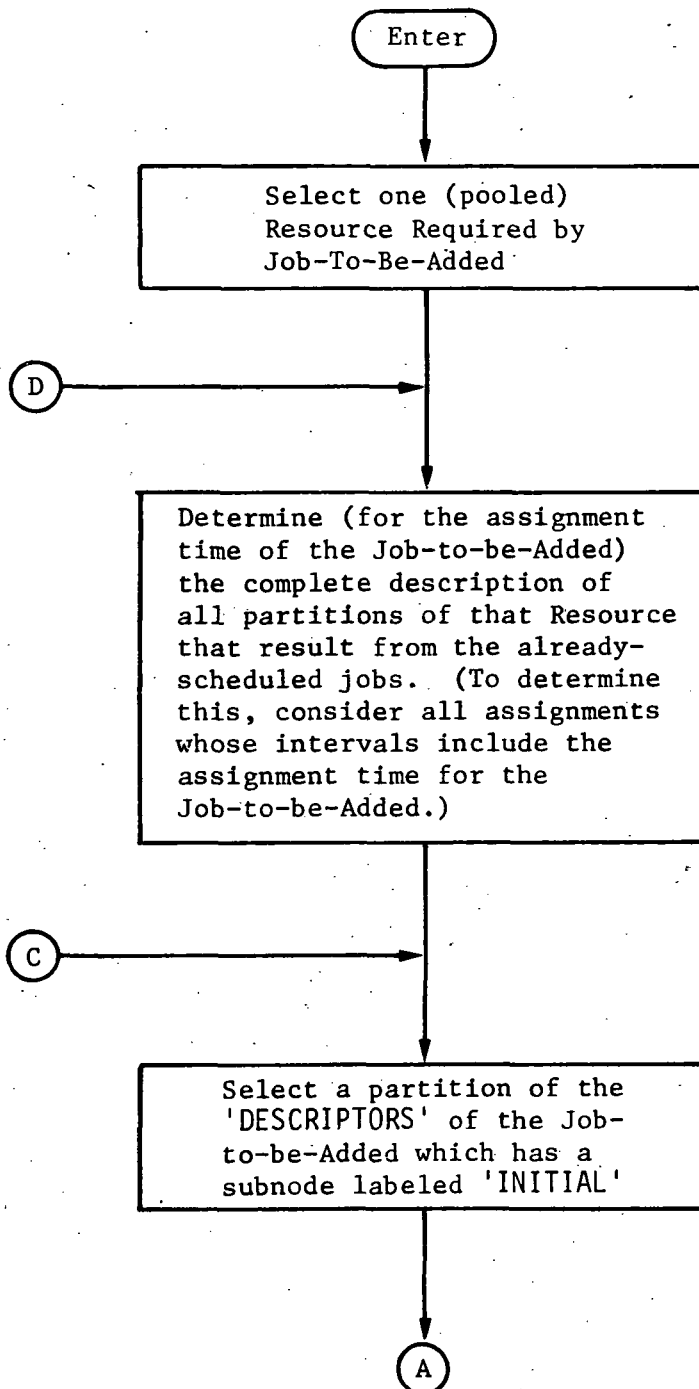 Enter
Select one (pooled)
Resource Required by
Job-To-Be-Added
D
Determine (for the assignment
time of the Job-to-be-Added)
the complete description of
all partitions of that Resource
that result from the already-
scheduled jobs. (To determine
this, consider all assignments
whose intervals include the
assignment time for the
Job-to-be-Added.)
C
Select a partition of the
'DESCRIPTORS' of the Job-
to-be-Added which has a
subnode labeled 'INITIAL'
A